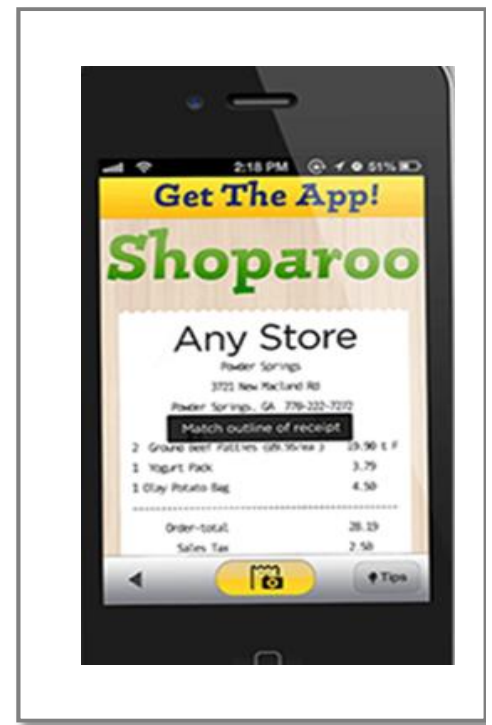 2:18 PM 51%
Get The App!
Shoparoo
Any Store
Powder Springs
3721 New Macland Rd
Powder Springs, GA 770-222-7272
Match outline of receipt
2 Ground Beef Patties 19.90 t F
1 Yogurt Pack 3.79
1 Olay Potato Bag 4.50
Order-total 28.19
Sales Tax 2.50
Tips